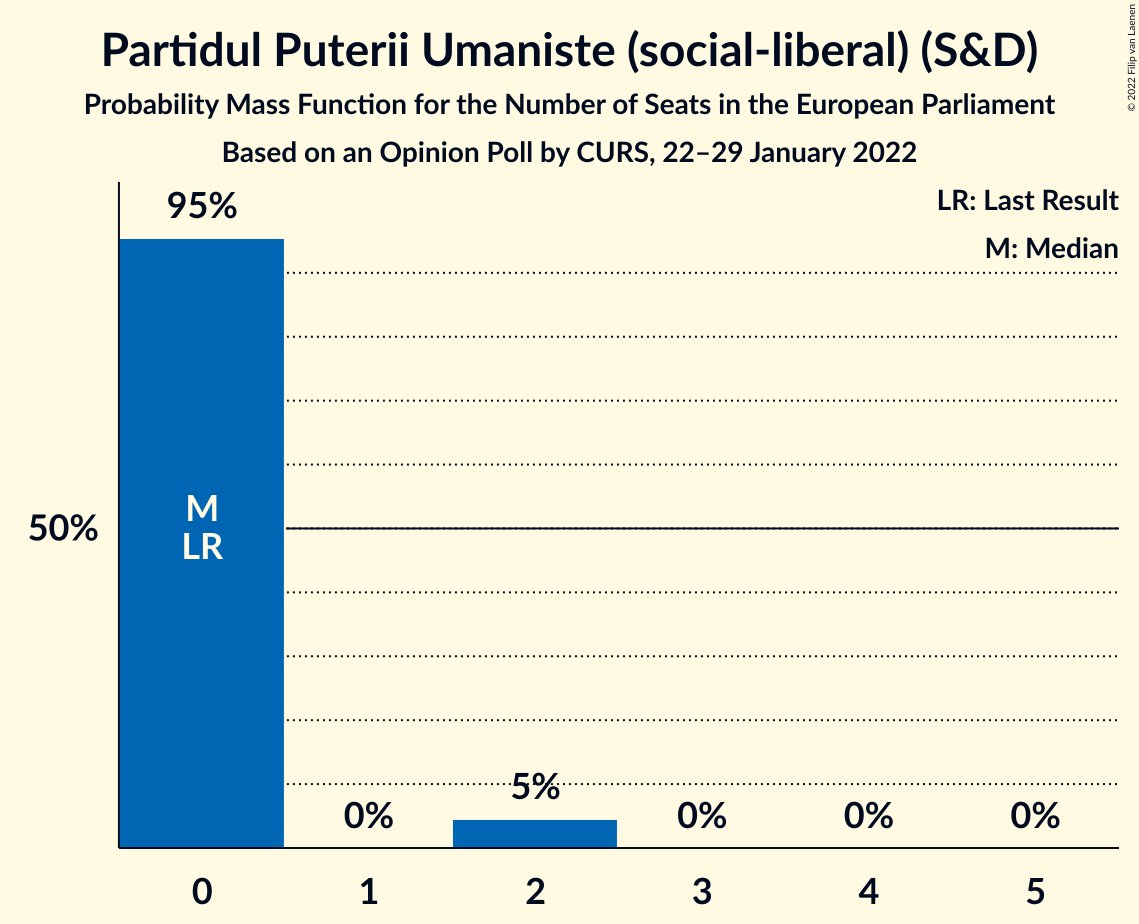 Partidul Puterii Umaniste (social-liberal) (S&D)
Probability Mass Function for the Number of Seats in the European Parliament
Based on an Opinion Poll by CURS, 22–29 January 2022
© 2022 Filip van Laenen
LR: Last Result
M: Median
95%
M
LR
50%
5%
0%
0%
0%
0%
0
1
2
3
4
5